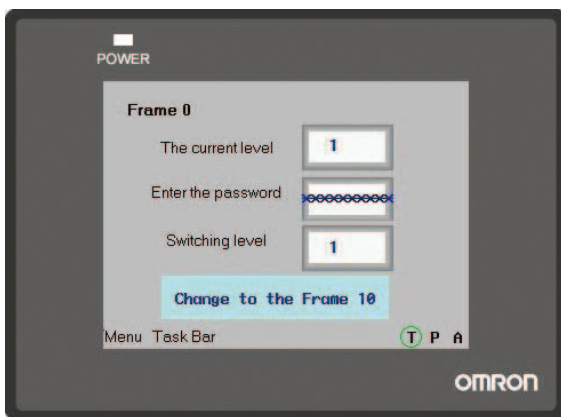 POWER
Frame 0
The current level 1
Enter the password
Switching level 1
Change to the Frame 10
Menu Task Bar T P A
OMRON